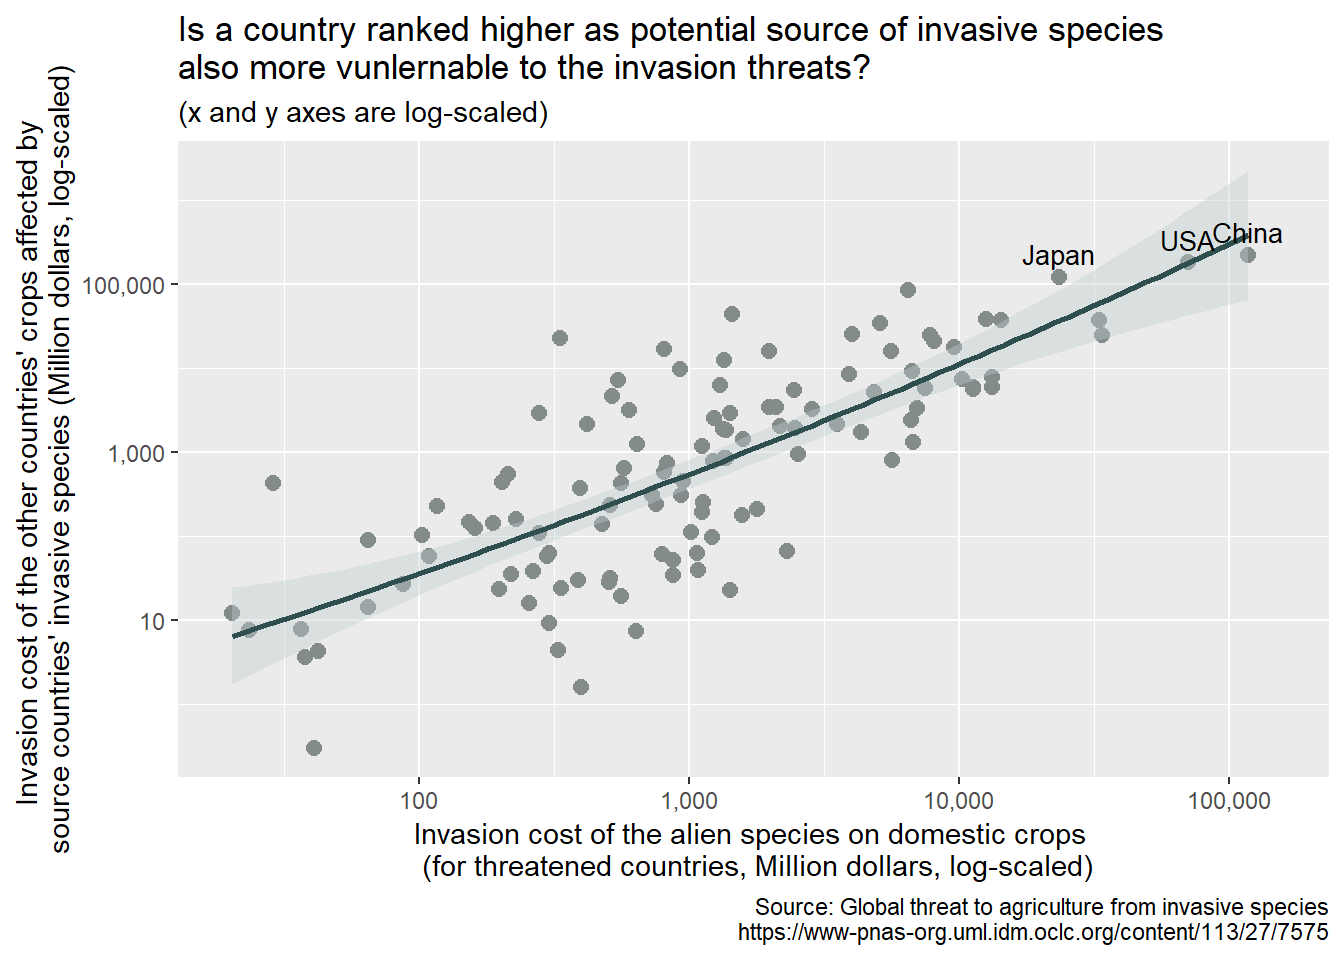 Is a country ranked higher as potential source of invasive species
also more vunlernable to the invasion threats?
(x and y axes are log-scaled)
Invasion cost of the other countries' crops affected by
source countries' invasive species (Million dollars, log-scaled)
100,000
1,000
10
Japan
USA
China
100
1,000
10,000
100,000
Invasion cost of the alien species on domestic crops
(for threatened countries, Million dollars, log-scaled)
Source: Global threat to agriculture from invasive species
https://www-pnas-org.uml.idm.oclc.org/content/113/27/7575